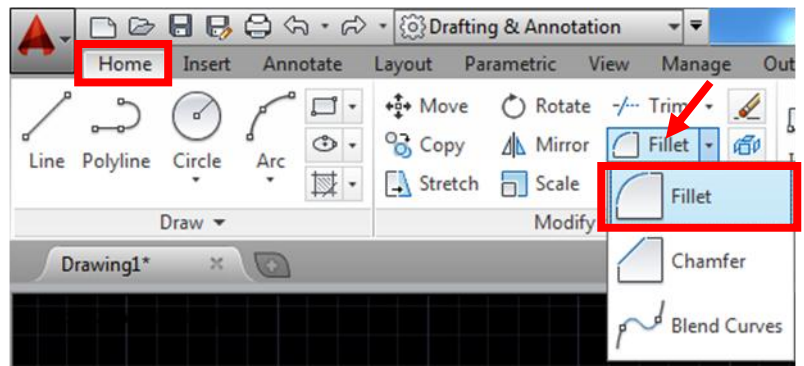 Drafting & Annotation
Home Insert Annotate Layout Parametric View Manage Out
Move Rotate Trim
Copy Mirror Fillet
Line Polyline Circle Arc
Stretch Scale
Fillet
Draw Modify
Chamfer
Drawing1*
Blend Curves